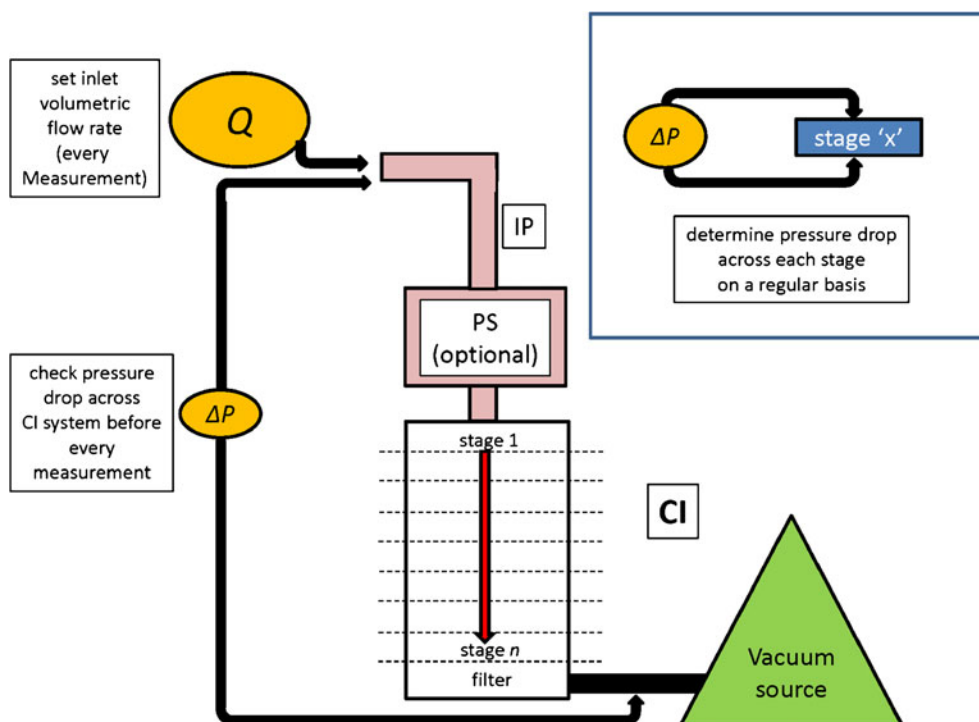 set inlet
volumetric
flow rate
(every
Measurement)
Q
IP
PS
(optional)
check pressure
drop across
CI system before
every
measurement
ΔP
stage 1
stage n
filter
CI
Vacuum
source
ΔP
stage ‘x’
determine pressure drop
across each stage
on a regular basis